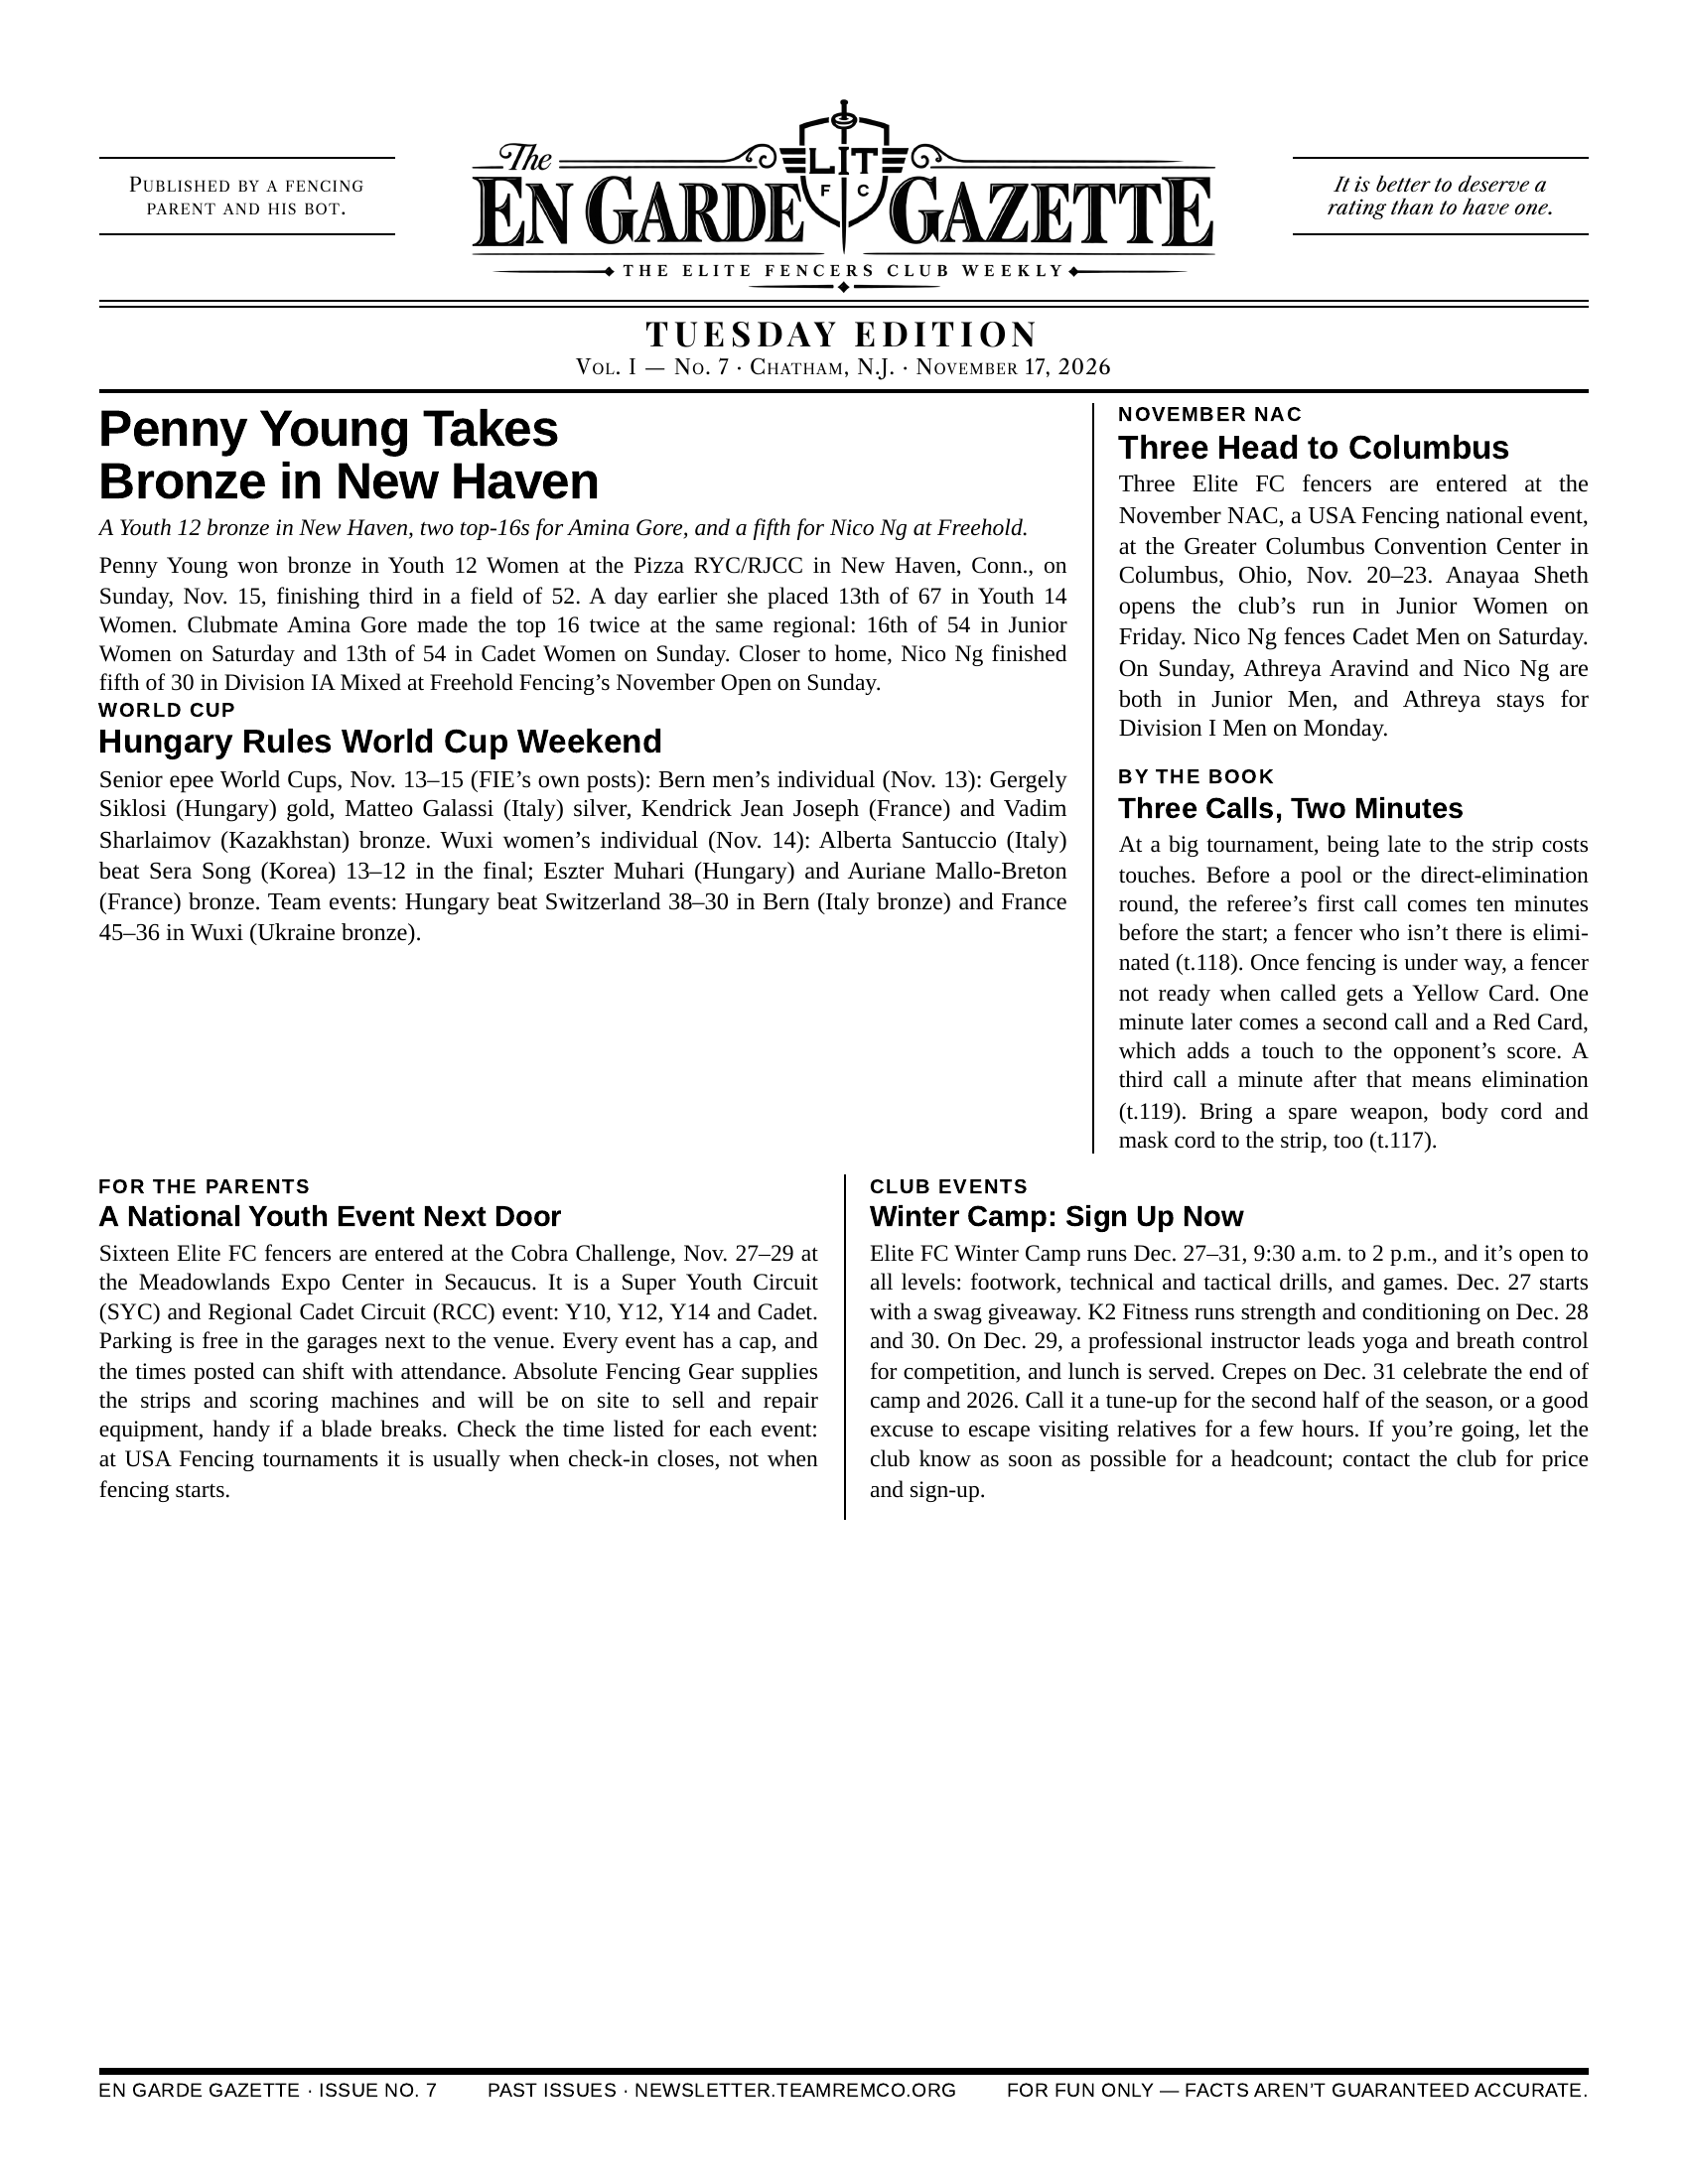 PUBLISHED BY A FENCING
PARENT AND HIS BOT.
The
LIT
F C
EN GARDE GAZETTE
THE ELITE FENCERS CLUB WEEKLY
It is better to deserve a
rating than to have one.
TUESDAY EDITION
VOL. I — NO. 7 · CHATHAM, N.J. · NOVEMBER 17, 2026
Penny Young Takes
Bronze in New Haven
A Youth 12 bronze in New Haven, two top-16s for Amina Gore, and a fifth for Nico Ng at Freehold.
Penny Young won bronze in Youth 12 Women at the Pizza RYC/RJCC in New Haven, Conn., on
Sunday, Nov. 15, finishing third in a field of 52. A day earlier she placed 13th of 67 in Youth 14
Women. Clubmate Amina Gore made the top 16 twice at the same regional: 16th of 54 in Junior
Women on Saturday and 13th of 54 in Cadet Women on Sunday. Closer to home, Nico Ng finished
fifth of 30 in Division IA Mixed at Freehold Fencing’s November Open on Sunday.
WORLD CUP
Hungary Rules World Cup Weekend
Senior epee World Cups, Nov. 13–15 (FIE’s own posts): Bern men’s individual (Nov. 13): Gergely
Siklosi (Hungary) gold, Matteo Galassi (Italy) silver, Kendrick Jean Joseph (France) and Vadim
Sharlaimov (Kazakhstan) bronze. Wuxi women’s individual (Nov. 14): Alberta Santuccio (Italy)
beat Sera Song (Korea) 13–12 in the final; Eszter Muhari (Hungary) and Auriane Mallo-Breton
(France) bronze. Team events: Hungary beat Switzerland 38–30 in Bern (Italy bronze) and France
45–36 in Wuxi (Ukraine bronze).
NOVEMBER NAC
Three Head to Columbus
Three Elite FC fencers are entered at the
November NAC, a USA Fencing national event,
at the Greater Columbus Convention Center in
Columbus, Ohio, Nov. 20–23. Anayaa Sheth
opens the club’s run in Junior Women on
Friday. Nico Ng fences Cadet Men on Saturday.
On Sunday, Athreya Aravind and Nico Ng are
both in Junior Men, and Athreya stays for
Division I Men on Monday.
BY THE BOOK
Three Calls, Two Minutes
At a big tournament, being late to the strip costs
touches. Before a pool or the direct-elimination
round, the referee’s first call comes ten minutes
before the start; a fencer who isn’t there is elimi-
nated (t.118). Once fencing is under way, a fencer
not ready when called gets a Yellow Card. One
minute later comes a second call and a Red Card,
which adds a touch to the opponent’s score. A
third call a minute after that means elimination
(t.119). Bring a spare weapon, body cord and
mask cord to the strip, too (t.117).
FOR THE PARENTS
A National Youth Event Next Door
Sixteen Elite FC fencers are entered at the Cobra Challenge, Nov. 27–29 at
the Meadowlands Expo Center in Secaucus. It is a Super Youth Circuit
(SYC) and Regional Cadet Circuit (RCC) event: Y10, Y12, Y14 and Cadet.
Parking is free in the garages next to the venue. Every event has a cap, and
the times posted can shift with attendance. Absolute Fencing Gear supplies
the strips and scoring machines and will be on site to sell and repair
equipment, handy if a blade breaks. Check the time listed for each event:
at USA Fencing tournaments it is usually when check-in closes, not when
fencing starts.
CLUB EVENTS
Winter Camp: Sign Up Now
Elite FC Winter Camp runs Dec. 27–31, 9:30 a.m. to 2 p.m., and it’s open to
all levels: footwork, technical and tactical drills, and games. Dec. 27 starts
with a swag giveaway. K2 Fitness runs strength and conditioning on Dec. 28
and 30. On Dec. 29, a professional instructor leads yoga and breath control
for competition, and lunch is served. Crepes on Dec. 31 celebrate the end of
camp and 2026. Call it a tune-up for the second half of the season, or a good
excuse to escape visiting relatives for a few hours. If you’re going, let the
club know as soon as possible for a headcount; contact the club for price
and sign-up.
EN GARDE GAZETTE · ISSUE NO. 7
PAST ISSUES · NEWSLETTER.TEAMREMCO.ORG
FOR FUN ONLY — FACTS AREN’T GUARANTEED ACCURATE.